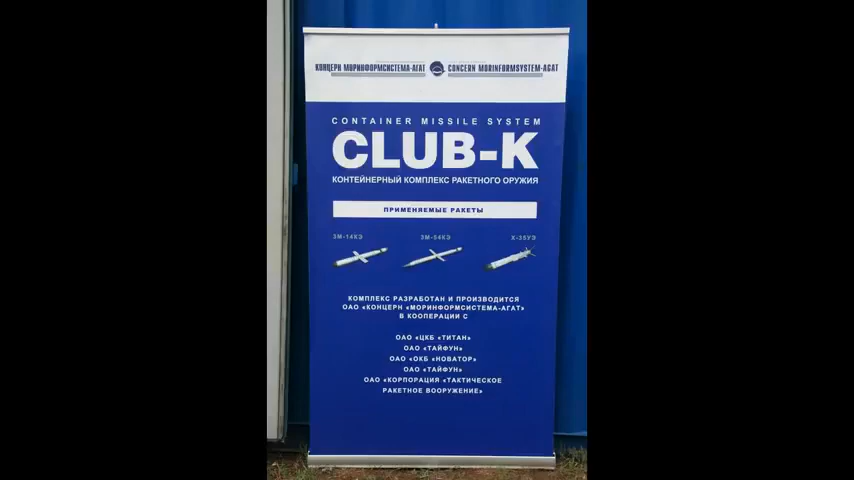 КОНЦЕРН МОРИНФОРМСИСТЕМА-АГАТ CONCERN MORINFORMSYSTEM-AGAT
CONTAINER MISSILE SYSTEM
CLUB-K
КОНТЕЙНЕРНЫЙ КОМПЛЕКС РАКЕТНОГО ОРУЖИЯ
ПРИМЕНЯЕМЫЕ РАКЕТЫ
3М-14КЭ 3М-54КЭ Х-35УЭ
КОМПЛЕКС РАЗРАБОТАН И ПРОИЗВОДИТСЯ
ОАО «КОНЦЕРН «МОРИНФОРМСИСТЕМА-АГАТ»
В КООПЕРАЦИИ С
ОАО «ЦКБ «ТИТАН»
ОАО «ТАЙФУН»
ОАО «ОКБ «НОВАТОР»
ОАО «ТАЙФУН»
ОАО «КОРПОРАЦИЯ «ТАКТИЧЕСКОЕ
РАКЕТНОЕ ВООРУЖЕНИЕ»